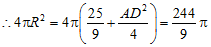 ∴ 4πR² = 4π(25/9 + AD²/4) = 244/9 π